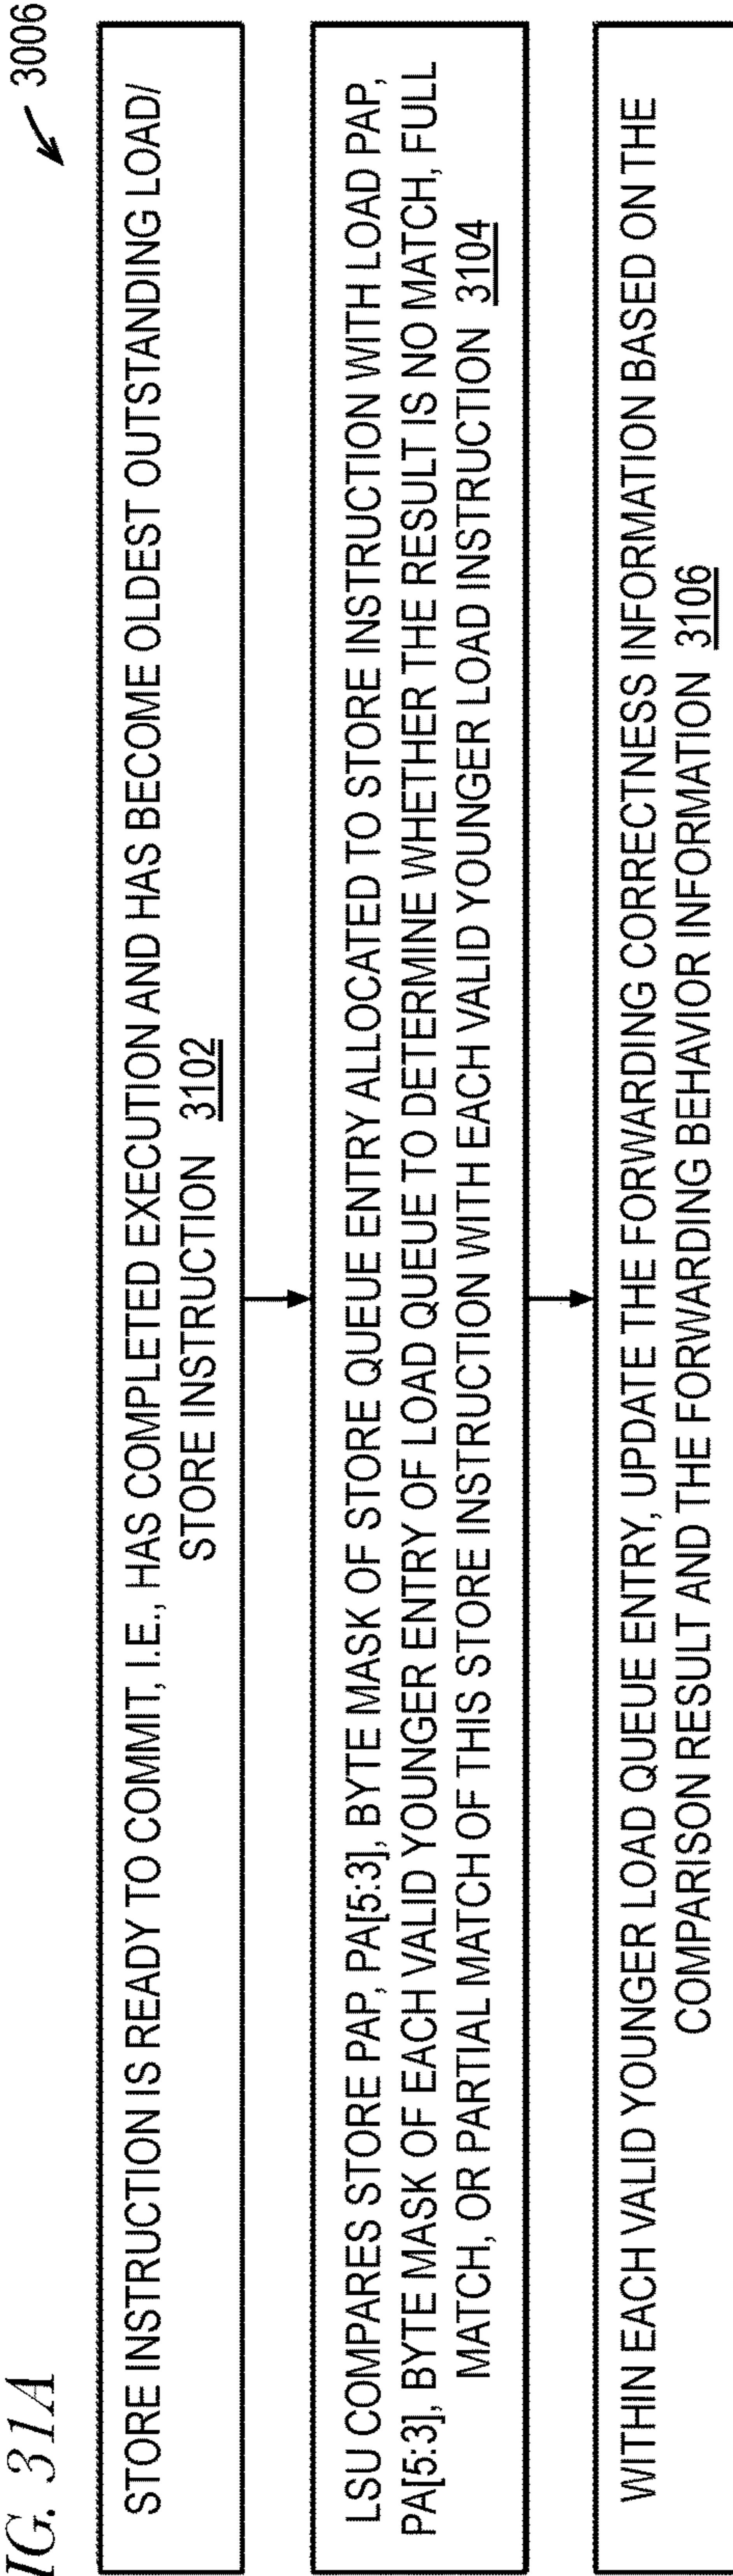 IG. 31A
3006
STORE INSTRUCTION IS READY TO COMMIT, I.E., HAS COMPLETED EXECUTION AND HAS BECOME OLDEST OUTSTANDING LOAD/
STORE INSTRUCTION 3102
LSU COMPARES STORE PAP, PA[5:3], BYTE MASK OF STORE QUEUE ENTRY ALLOCATED TO STORE INSTRUCTION WITH LOAD PAP,
PA[5:3], BYTE MASK OF EACH VALID YOUNGER ENTRY OF LOAD QUEUE TO DETERMINE WHETHER THE RESULT IS NO MATCH, FULL
MATCH, OR PARTIAL MATCH OF THIS STORE INSTRUCTION WITH EACH VALID YOUNGER LOAD INSTRUCTION 3104
WITHIN EACH VALID YOUNGER LOAD QUEUE ENTRY, UPDATE THE FORWARDING CORRECTNESS INFORMATION BASED ON THE
COMPARISON RESULT AND THE FORWARDING BEHAVIOR INFORMATION 3106